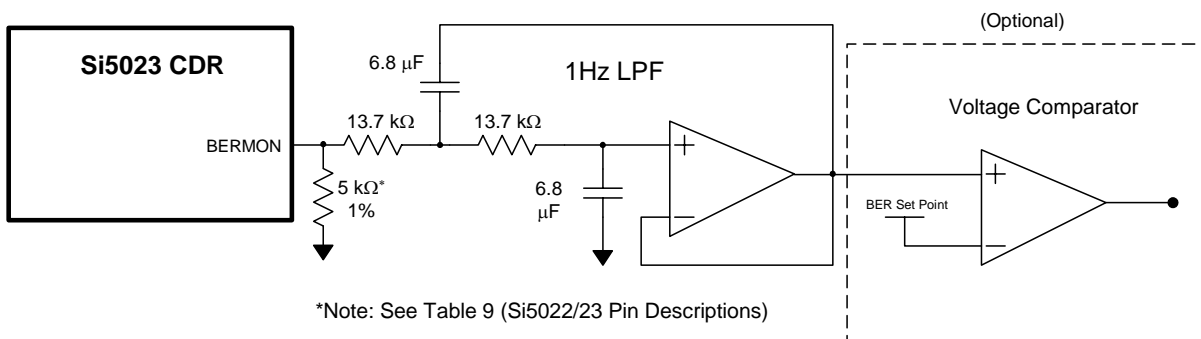 (Optional)
Si5023 CDR
6.8 μF
1Hz LPF
Voltage Comparator
13.7 kΩ
13.7 kΩ
BERMON
+
+
5 kΩ*
1%
6.8
μF
BER Set Point
−
−
*Note: See Table 9 (Si5022/23 Pin Descriptions)